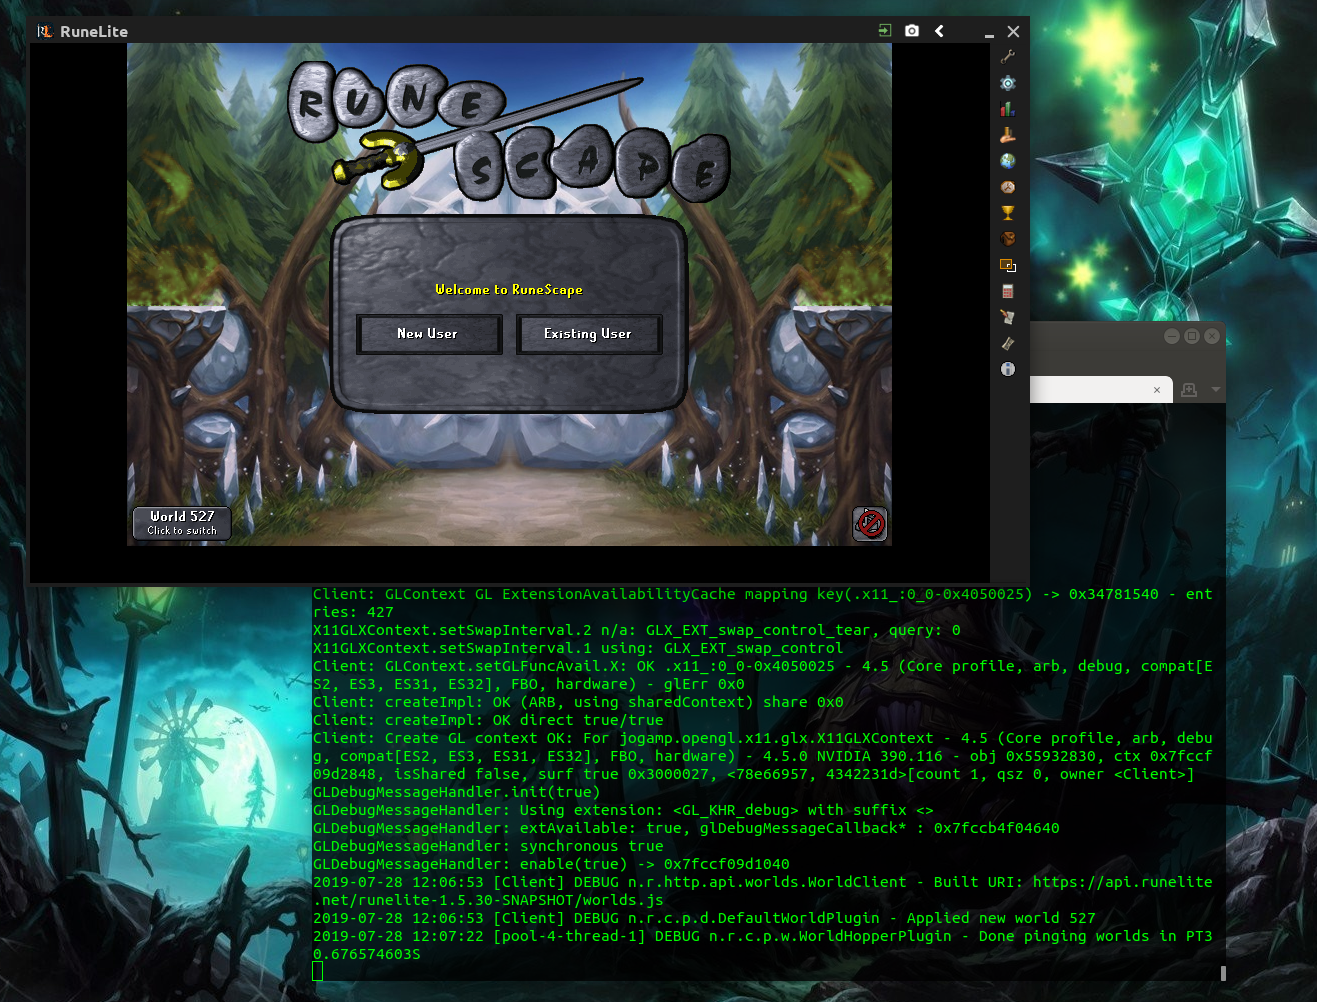 RuneLite
RUNE
SCAPE
Welcome to RuneScape
New User
Existing User
World 527
Click to switch
Client: GLContext GL ExtensionAvailabilityCache mapping key(.x11_:0_0-0x4050025) -> 0x34781540 - ent
ries: 427
X11GLXContext.setSwapInterval.2 n/a: GLX_EXT_swap_control_tear, query: 0
X11GLXContext.setSwapInterval.1 using: GLX_EXT_swap_control
Client: GLContext.setGLFuncAvail.X: OK .x11_:0_0-0x4050025 - 4.5 (Core profile, arb, debug, compat[E
S2, ES3, ES31, ES32], FBO, hardware) - glErr 0x0
Client: createImpl: OK (ARB, using sharedContext) share 0x0
Client: createImpl: OK direct true/true
Client: Create GL context OK: For jogamp.opengl.x11.glx.X11GLXContext - 4.5 (Core profile, arb, debu
g, compat[ES2, ES3, ES31, ES32], FBO, hardware) - 4.5.0 NVIDIA 390.116 - obj 0x55932830, ctx 0x7fccf
09d2848, isShared false, surf true 0x3000027, <78e66957, 4342231d>[count 1, qsz 0, owner <Client>]
GLDebugMessageHandler.init(true)
GLDebugMessageHandler: Using extension: <GL_KHR_debug> with suffix <>
GLDebugMessageHandler: extAvailable: true, glDebugMessageCallback* : 0x7fccb4f04640
GLDebugMessageHandler: synchronous true
GLDebugMessageHandler: enable(true) -> 0x7fccf09d1040
2019-07-28 12:06:53 [Client] DEBUG n.r.http.api.worlds.WorldClient - Built URI: https://api.runelite
.net/runelite-1.5.30-SNAPSHOT/worlds.js
2019-07-28 12:06:53 [Client] DEBUG n.r.c.p.d.DefaultWorldPlugin - Applied new world 527
2019-07-28 12:07:22 [pool-4-thread-1] DEBUG n.r.c.p.w.WorldHopperPlugin - Done pinging worlds in PT3
0.676574603S